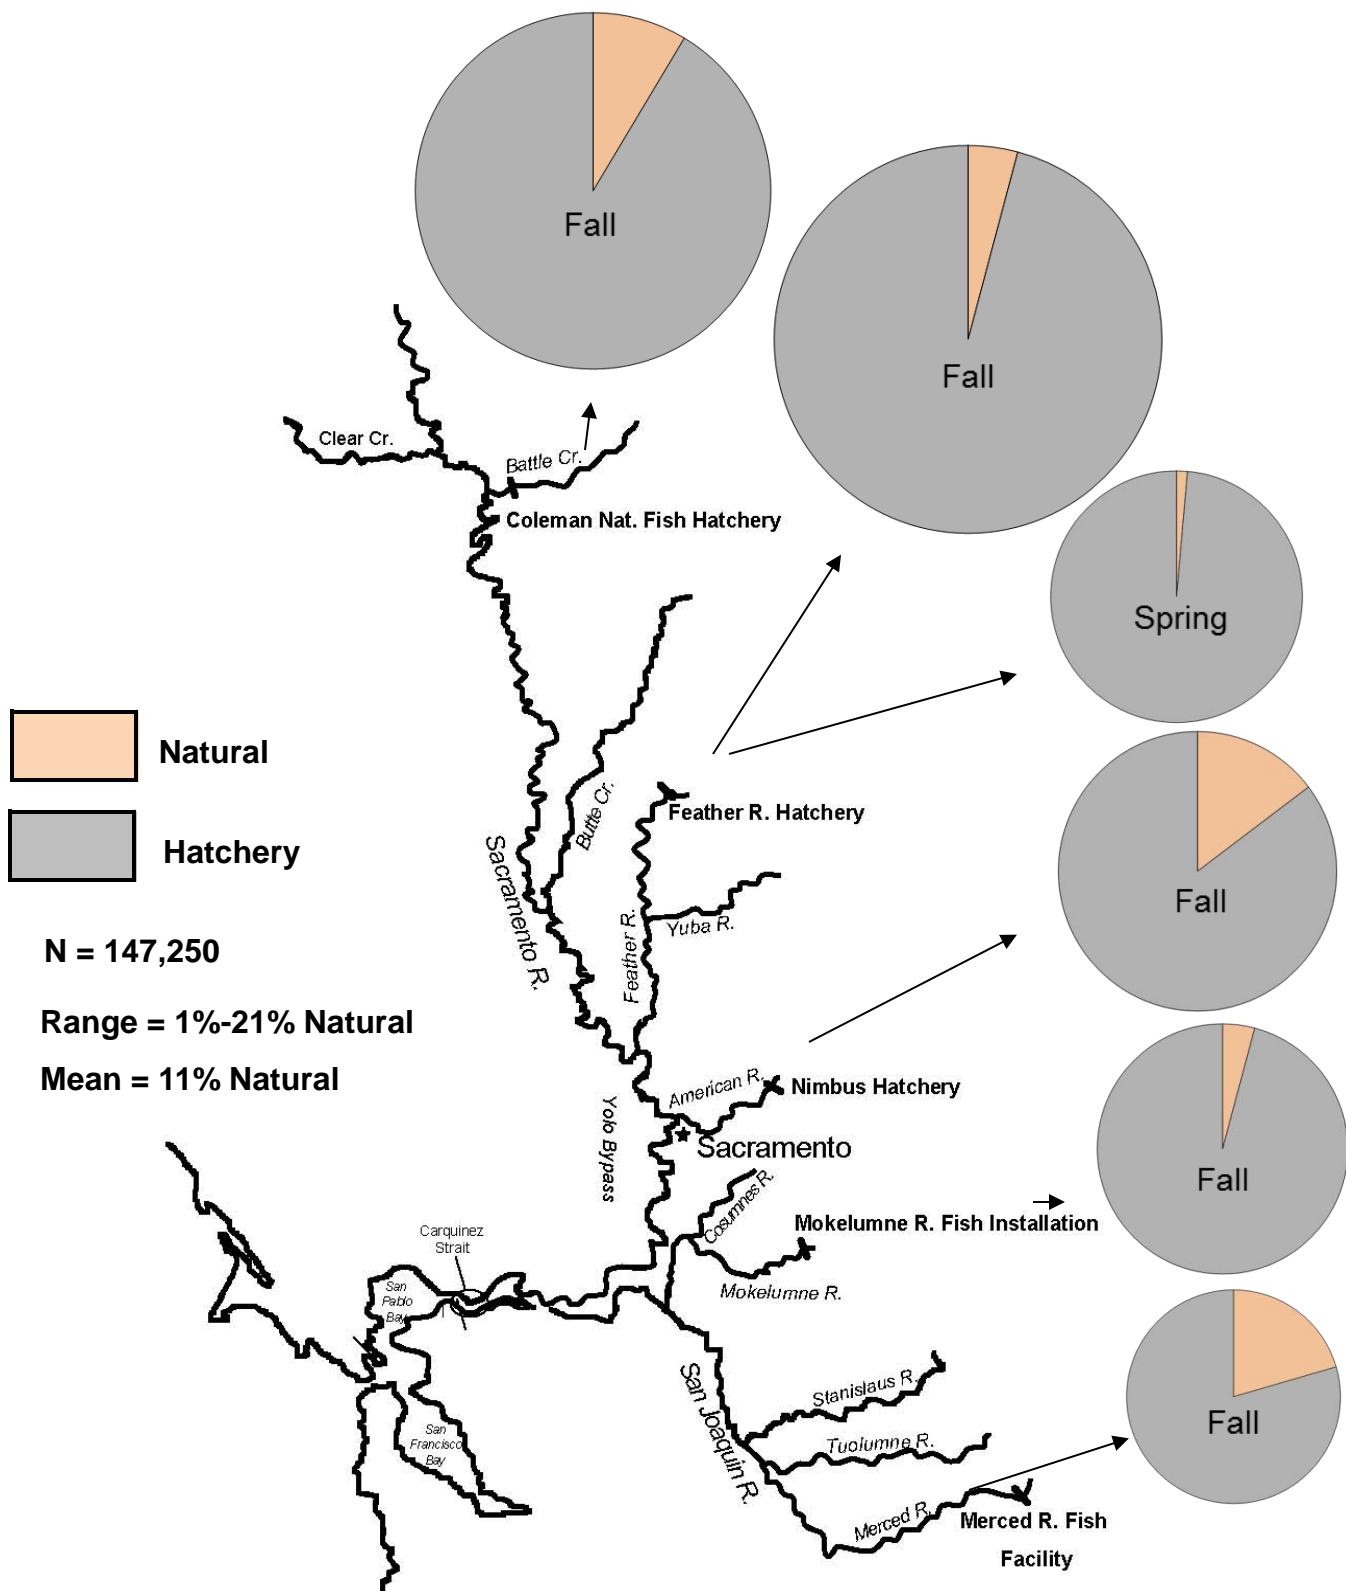 Fall
Fall
Clear Cr.
Battle Cr.
Coleman Nat. Fish Hatchery
Spring
Natural
Hatchery
N = 147,250
Range = 1%-21% Natural
Mean = 11% Natural
Sacramento R.
Butte Cr.
Feather R. Hatchery
Feather R.
Yuba R.
Fall
American R.
Nimbus Hatchery
Yolo Bypass
Sacramento
Cosumnes R.
Mokelumne R. Fish Installation
Fall
Mokelumne R.
Carquinez
Strait
San
Pablo
Bay
San
Francisco
Bay
San Joaquin R.
Stanislaus R.
Tuolumne R.
Merced R.
Merced R. Fish
Facility
Fall